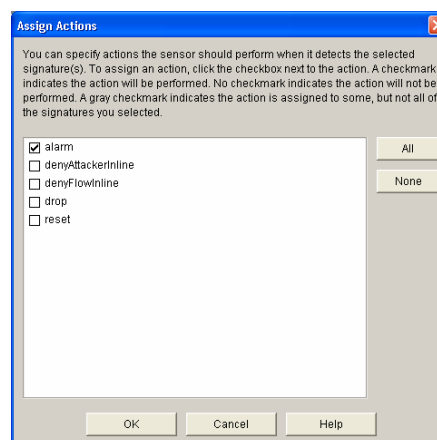 Assign Actions
You can specify actions the sensor should perform when it detects the selected
signature(s). To assign an action, click the checkbox next to the action. A checkmark
indicates the action will be performed. No checkmark indicates the action will not be
performed. A gray checkmark indicates the action is assigned to some, but not all of
the signatures you selected.
alarm
All
denyAttackerInline
denyFlowInline
None
drop
reset
OK Cancel Help